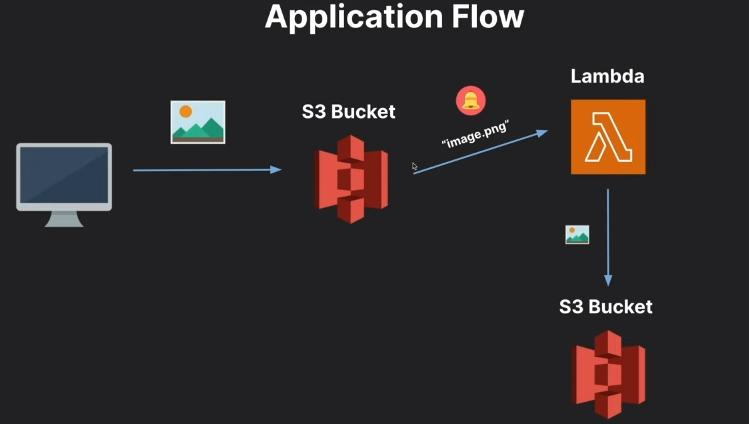 Application Flow
Lambda
S3 Bucket
"image.png"
S3 Bucket